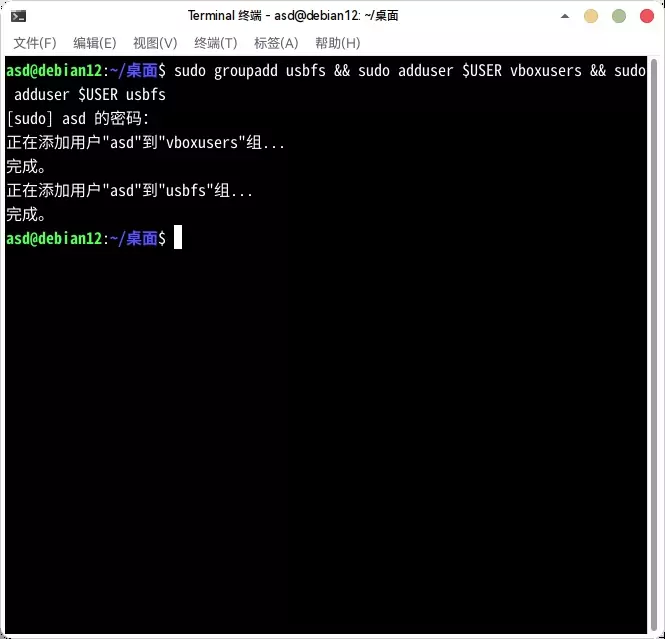 Terminal 终端 - asd@debian12: ~/桌面
文件(F) 编辑(E) 视图(V) 终端(T) 标签(A) 帮助(H)
asd@debian12:~/桌面$ sudo groupadd usbfs && sudo adduser $USER vboxusers && sudo
adduser $USER usbfs
[sudo] asd 的密码：
正在添加用户"asd"到"vboxusers"组...
完成。
正在添加用户"asd"到"usbfs"组...
完成。
asd@debian12:~/桌面$